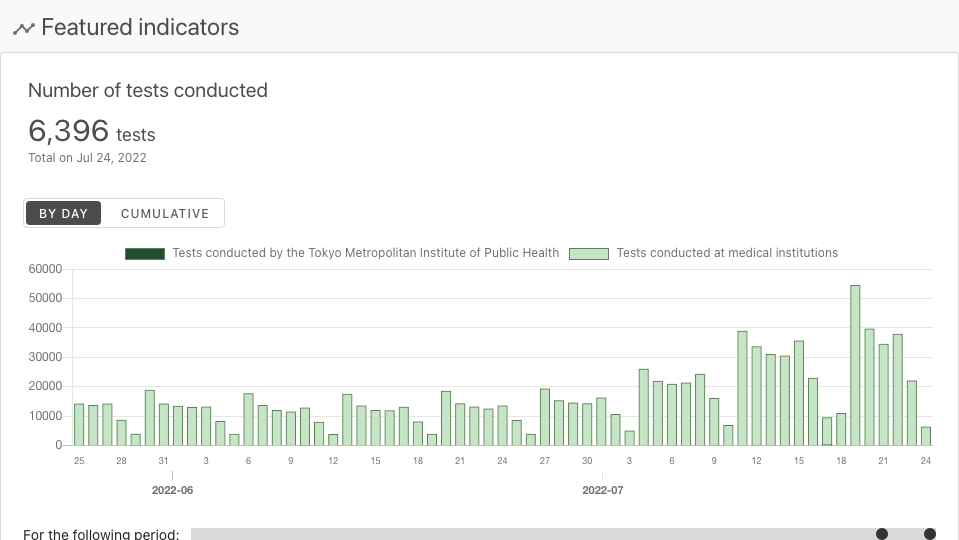 Featured indicators
Number of tests conducted
6,396 tests
Total on Jul 24, 2022
BY DAY CUMULATIVE
Tests conducted by the Tokyo Metropolitan Institute of Public Health Tests conducted at medical institutions
60000
50000
40000
30000
20000
10000
0
25 28 31 3 6 9 12 15 18 21 24 27 30 3 6 9 12 15 18 21 24
2022-06 2022-07
For the following period: